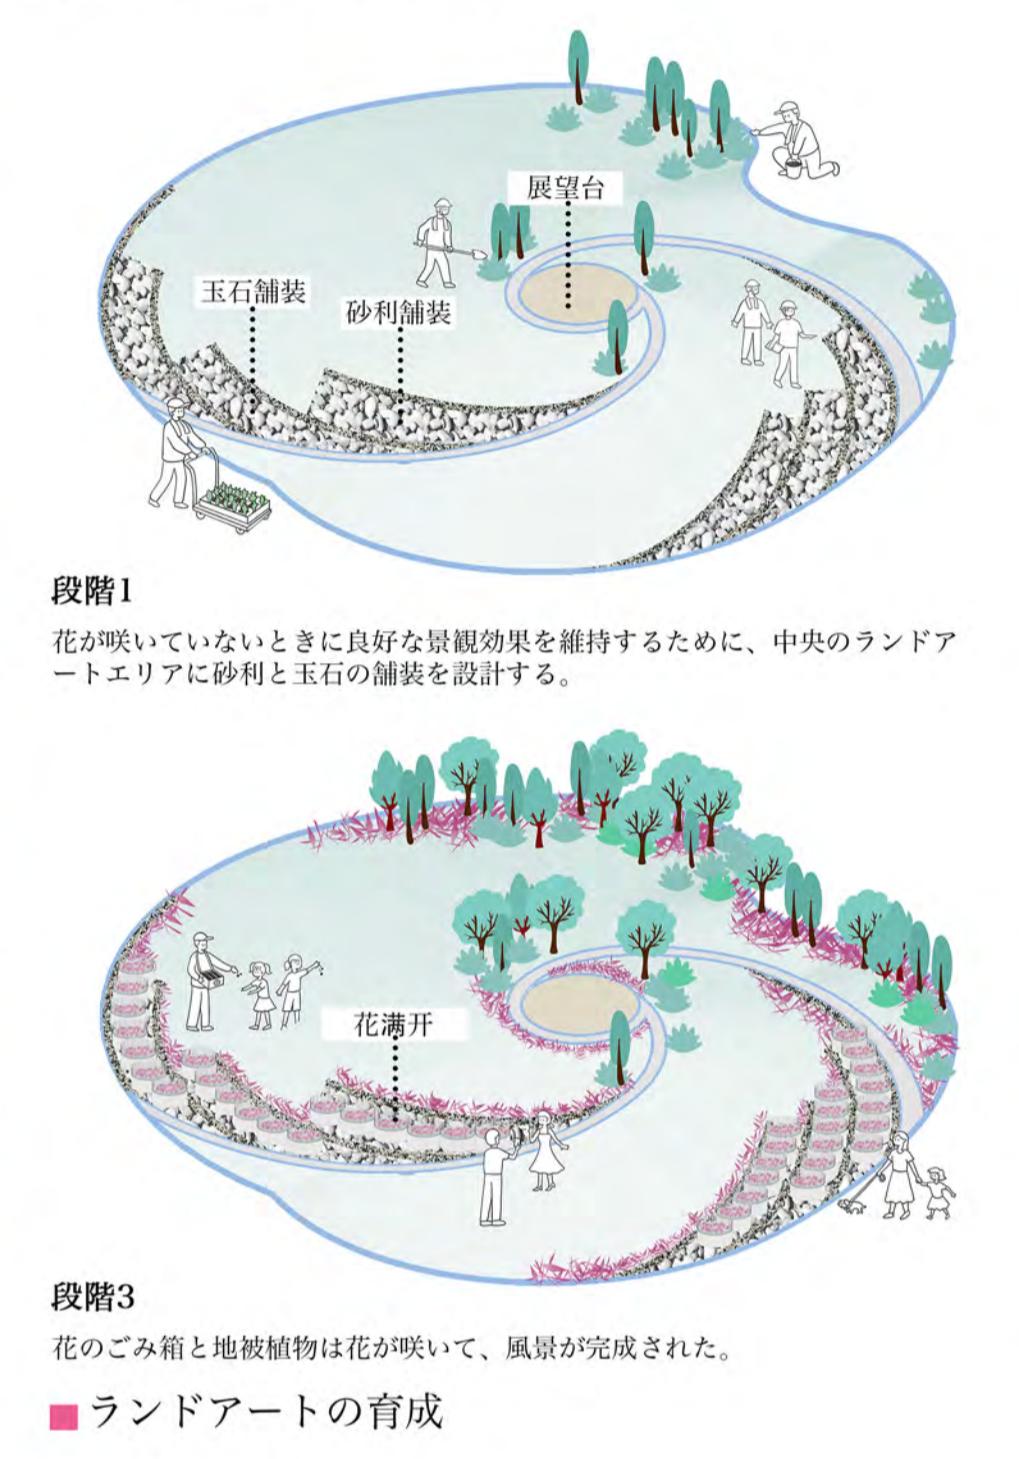 展望台
玉石舗装
砂利舗装
段階1
花が咲いていないときに良好な景観効果を維持するために、中央のランドア
ートエリアに砂利と玉石の舗装を設計する。
花满开
段階3
花のごみ箱と地被植物は花が咲いて、風景が完成された。
ランドアートの育成